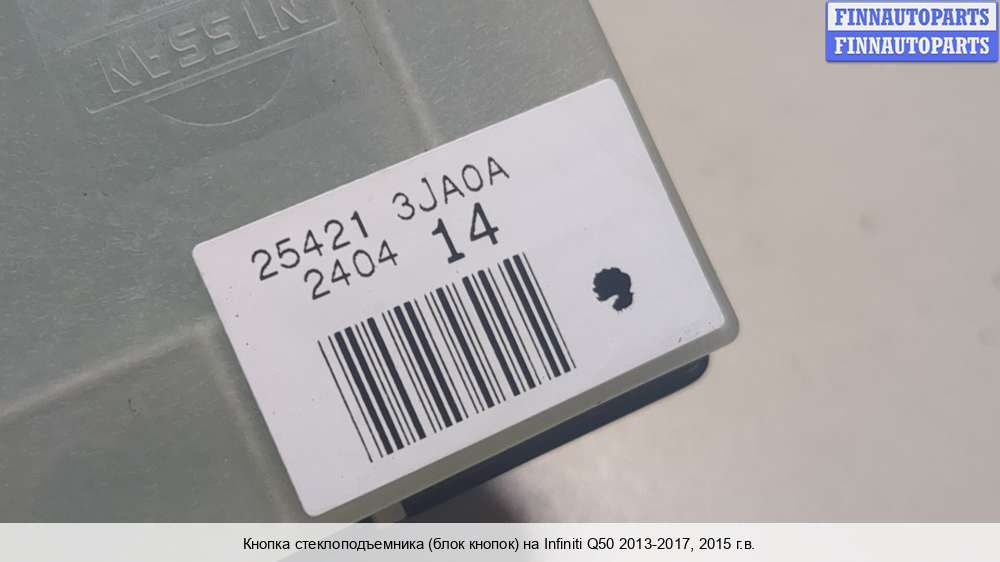 FINNAUTOPARTS
FINNAUTOPARTS
NISSAN
25421 3JA0A
2404 14
Кнопка стеклоподъемника (блок кнопок) на Infiniti Q50 2013-2017, 2015 г.в.